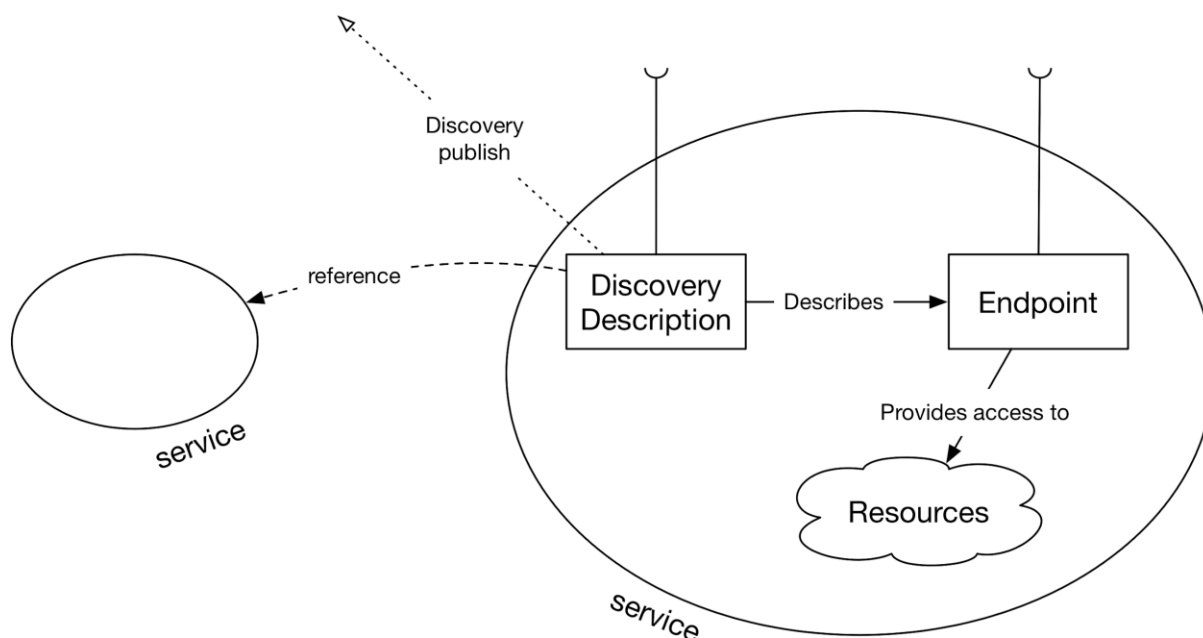 Discovery
publish
reference
Discovery
Description
Describes
Endpoint
Provides access to
Resources
service
service